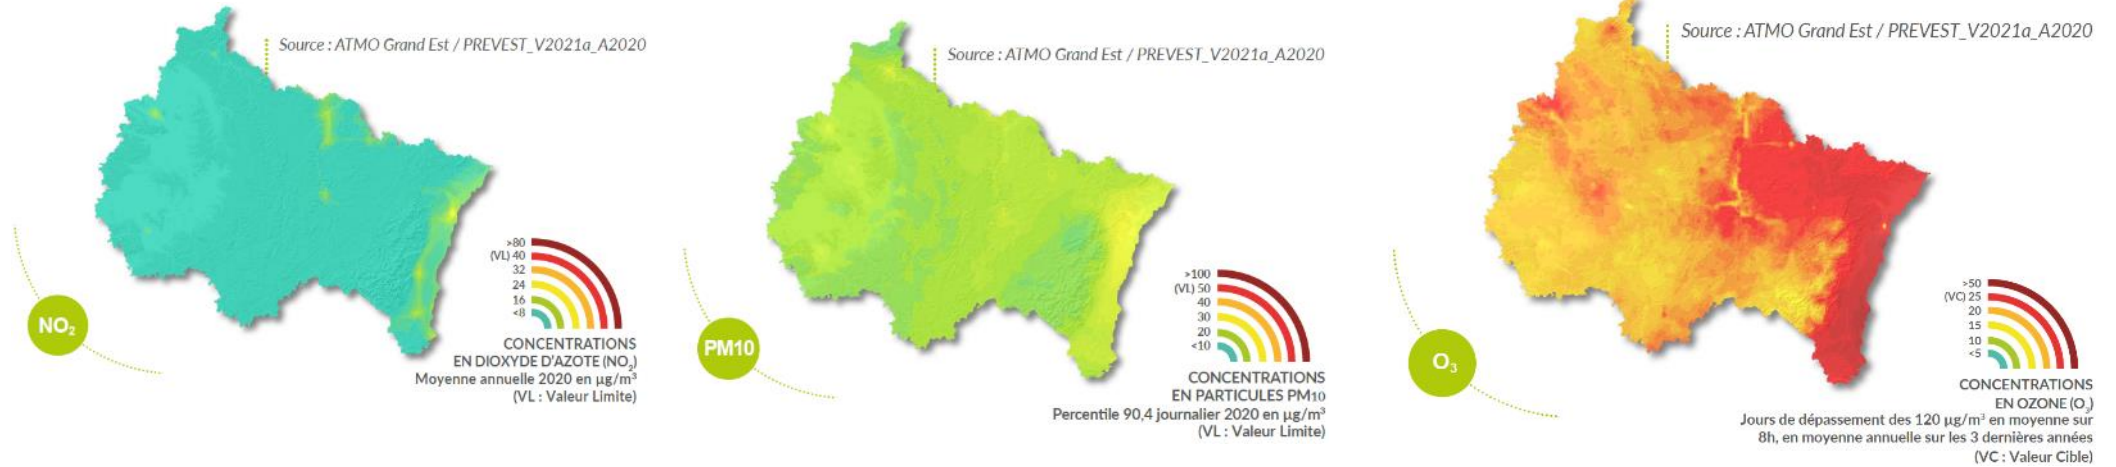 Source : ATMO Grand Est / PREVEST_V2021a_A2020
>80
(VL) 40
32
24
16
<8
NO₂
CONCENTRATIONS
EN DIOXYDE D'AZOTE (NO₂)
Moyenne annuelle 2020 en µg/m³
(VL : Valeur Limite)
Source : ATMO Grand Est / PREVEST_V2021a_A2020
>100
(VL) 50
40
30
20
<10
PM10
CONCENTRATIONS
EN PARTICULES PM10
Percentile 90,4 journalier 2020 en µg/m³
(VL : Valeur Limite)
Source : ATMO Grand Est / PREVEST_V2021a_A2020
>50
(VC) 25
20
15
10
<5
O₃
CONCENTRATIONS
EN OZONE (O₃)
Jours de dépassement des 120 µg/m³ en moyenne sur
8h, en moyenne annuelle sur les 3 dernières années
(VC : Valeur Cible)